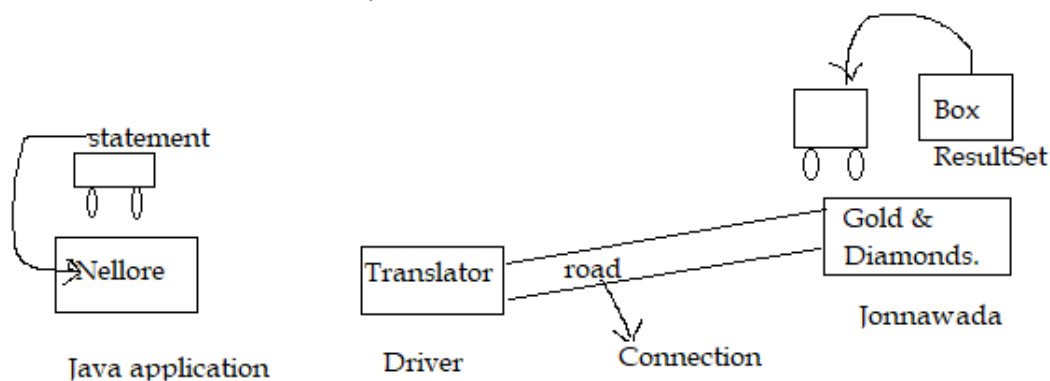 statement
Nellore
Java application
Translator
Driver
road
Connection
Box
ResultSet
Gold &
Diamonds.
Jonnawada